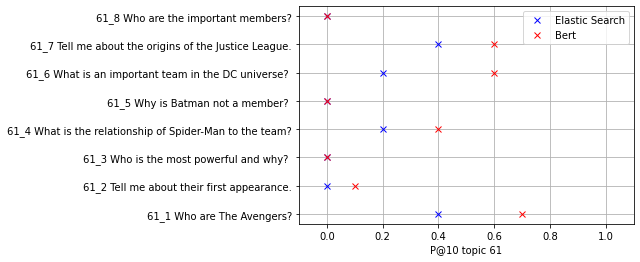 61_8 Who are the important members?
61_7 Tell me about the origins of the Justice League.
61_6 What is an important team in the DC universe?
61_5 Why is Batman not a member?
61_4 What is the relationship of Spider-Man to the team?
61_3 Who is the most powerful and why?
61_2 Tell me about their first appearance.
61_1 Who are The Avengers?
Elastic Search
Bert
0.0 0.2 0.4 0.6 0.8 1.0
P@10 topic 61